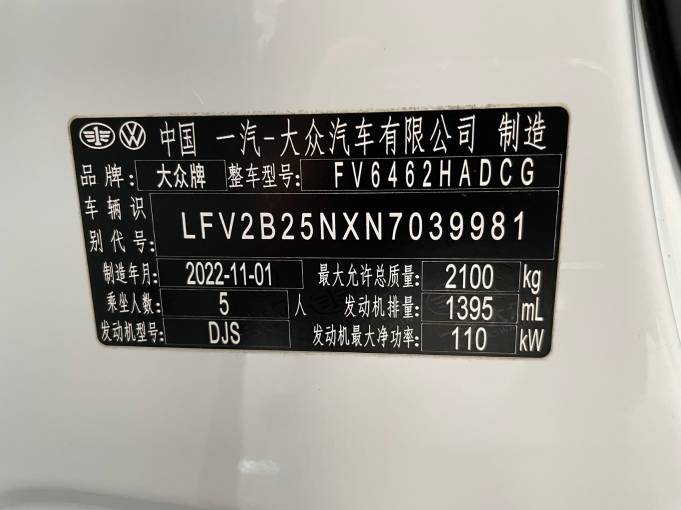 中国 一汽-大众汽车有限公司 制造
品牌: 大众牌 整车型号: FV6462HADCG
车辆识别代号: LFV2B25NXN7039981
制造年月: 2022-11-01 最大允许总质量: 2100 kg
乘坐人数: 5 人 发动机排量: 1395 mL
发动机型号: DJS 发动机最大净功率: 110 kW